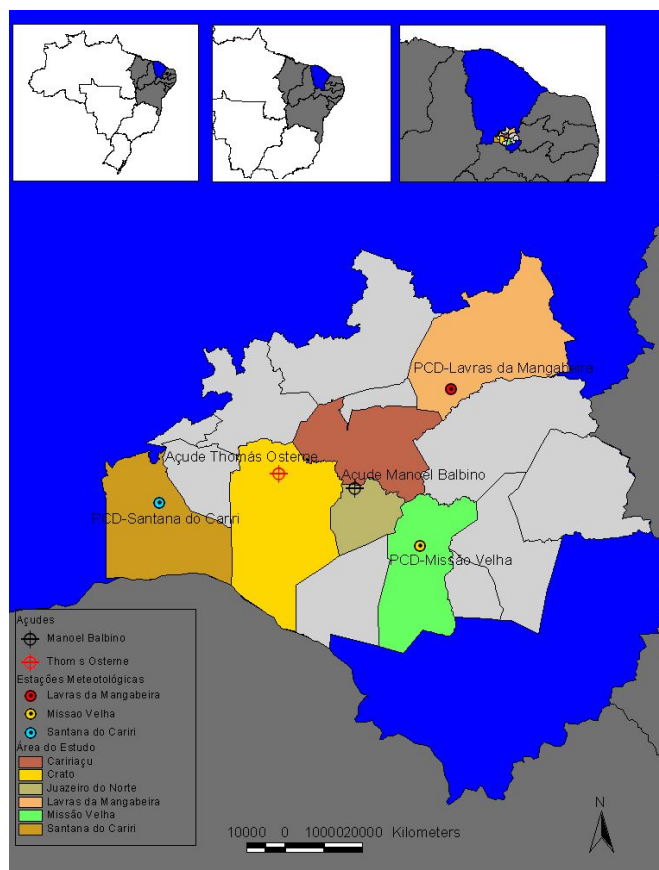 PCD-Lavras da Mangabeira
Açude Thomás Osterne
Açude Manoel Balbino
PCD-Santana do Cariri
PCD-Missão Velha
Açudes
Manoel Balbino
Thom s Osterne
Estações Meteotológicas
Lavras da Mangabeira
Missao Velha
Santana do Cariri
Área do Estudo
Caririaçu
Crato
Juazeiro do Norte
Lavras da Mangabeira
Missão Velha
Santana do Cariri
10000 0 1000020000 Kilometers
N